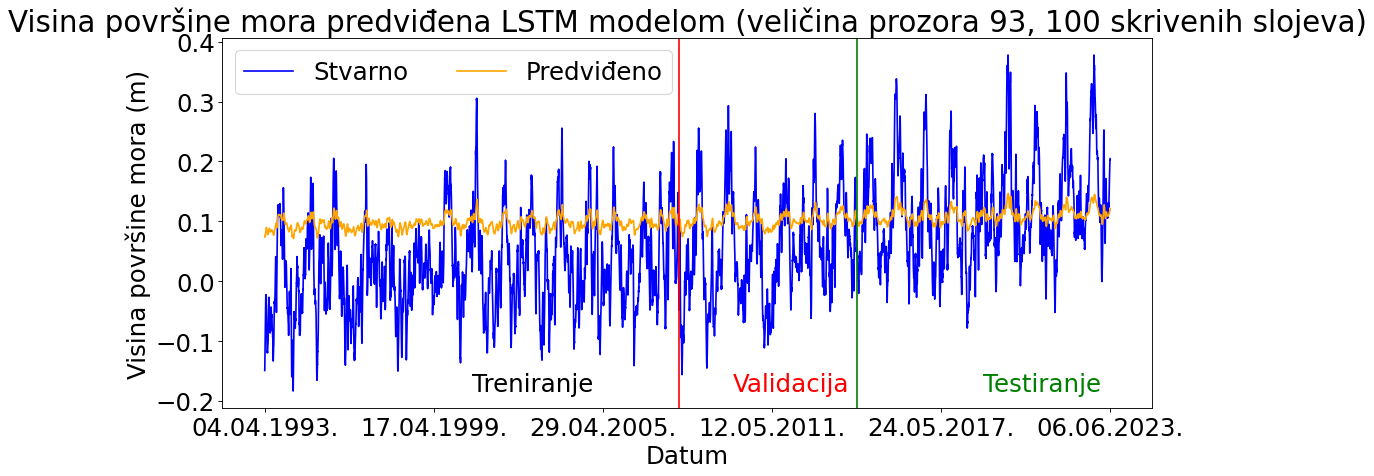 Visina površine mora predviđena LSTM modelom (veličina prozora 93, 100 skrivenih slojeva)
Stvarno Predviđeno
Visina površine mora (m)
0.4
0.3
0.2
0.1
0.0
−0.1
−0.2
Treniranje Validacija Testiranje
04.04.1993. 17.04.1999. 29.04.2005. 12.05.2011. 24.05.2017. 06.06.2023.
Datum